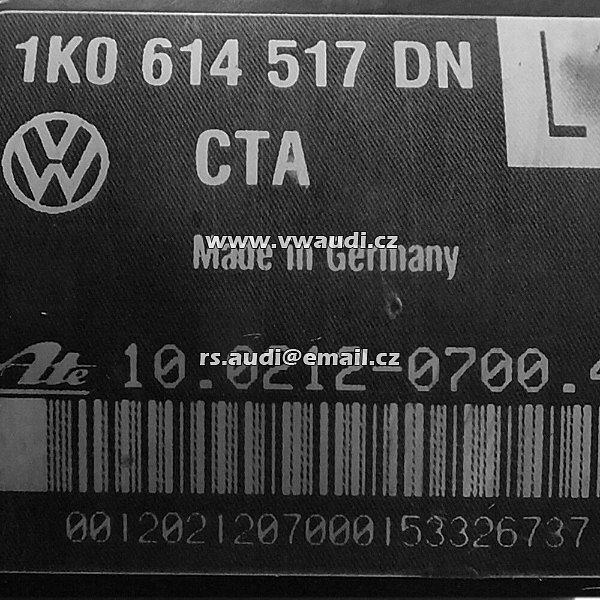 1K0 614 517 DN
L
CTA
www.vwaudi.cz
Made in Germany
rs.audi@email.cz
Ate 10.0212-0700.4
0012021207000153326737